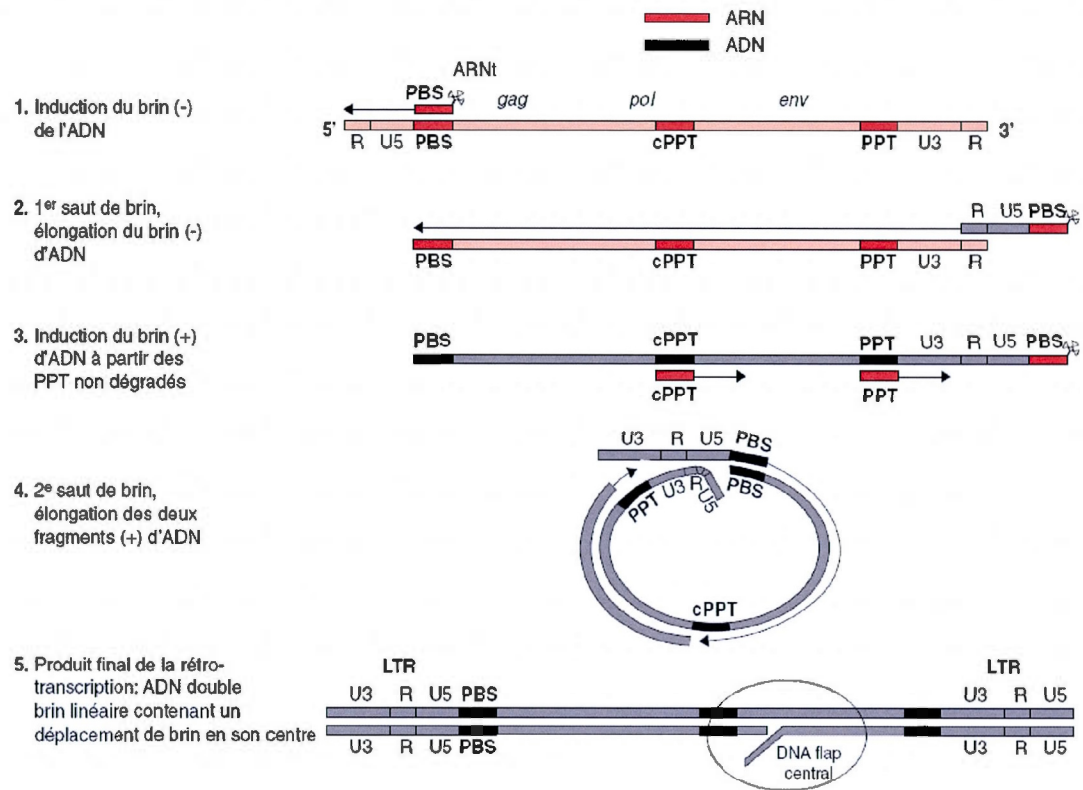 ARN
ADN
ARNt
PBS gag pol env
1. Induction du brin (-)
de l'ADN
5' 3'
R U5 PBS cPPT PPT U3 R
2. 1er saut de brin,
élongation du brin (-)
d'ADN
R U5 PBS
PBS cPPT PPT U3 R
3. Induction du brin (+)
d'ADN à partir des
PPT non dégradés
PBS cPPT PPT U3 R U5 PBS
cPPT PPT
4. 2e saut de brin,
élongation des deux
fragments (+) d'ADN
U3 R U5 PBS
PPT U3 R U5 PBS
cPPT
5. Produit final de la rétro-
transcription: ADN double
brin linéaire contenant un
déplacement de brin en son centre
LTR LTR
U3 R U5 PBS U3 R U5
U3 R U5 PBS U3 R U5
DNA flap
central